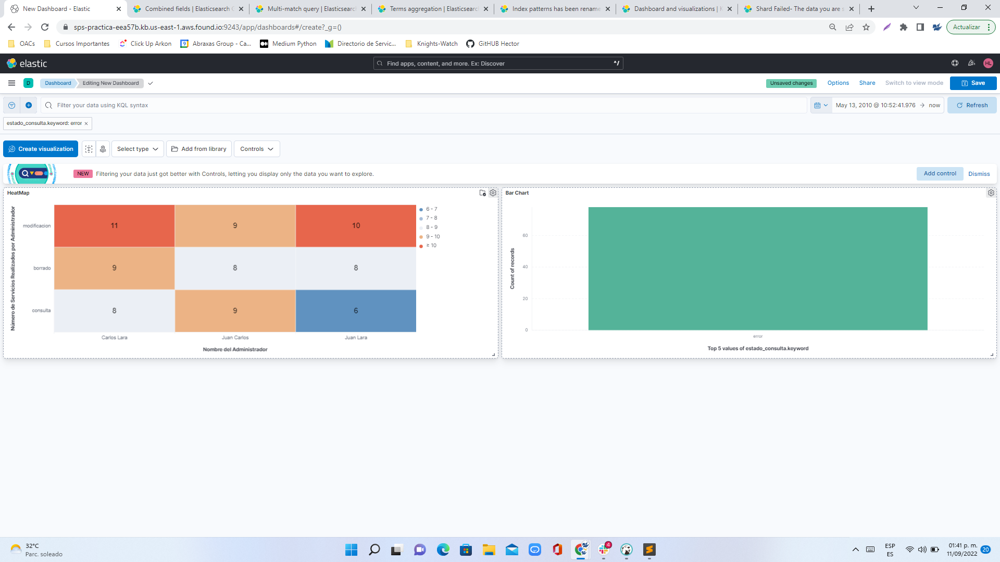 New Dashboard - Elastic
Combined fields | Elasticsearch G
Multi-match query | Elasticsearch
Terms aggregation | Elasticsearch
Index patterns has been rename
Dashboard and visualizations | K
Shard Failed- The data you are s
sps-practica-eea57b.kb.us-east-1.aws.found.io:9243/app/dashboards#/create?_g=()
Actualizar
OACs
Cursos Importantes
Click Up Arkon
Abraxas Group - Ca...
Medium Python
Directorio de Servic...
Knights-Watch
GitHUB Hector
elastic
Find apps, content, and more. Ex: Discover
^/
HL
D
Dashboard
Editing New Dashboard
Unsaved changes
Options
Share
Switch to view mode
Save
Filter your data using KQL syntax
May 13, 2010 @ 10:52:41.976 → now
Refresh
estado_consulta.keyword: error
Create visualization
Select type
Add from library
Controls
NEW
Filtering your data just got better with Controls, letting you display only the data you want to explore.
Add control
Dismiss
HeatMap
Número de Servicios Realizados por Administrador
modificacion
11
9
10
borrado
9
8
8
consulta
8
9
6
Carlos Lara
Juan Carlos
Juan Lara
Nombre del Administrador
6 - 7
7 - 8
8 - 9
9 - 10
≥ 10
Bar Chart
Count of records
60
40
20
0
error
Top 5 values of estado_consulta.keyword
32°C
Parc. soleado
4
ESP
ES
01:41 p. m.
11/09/2022
20